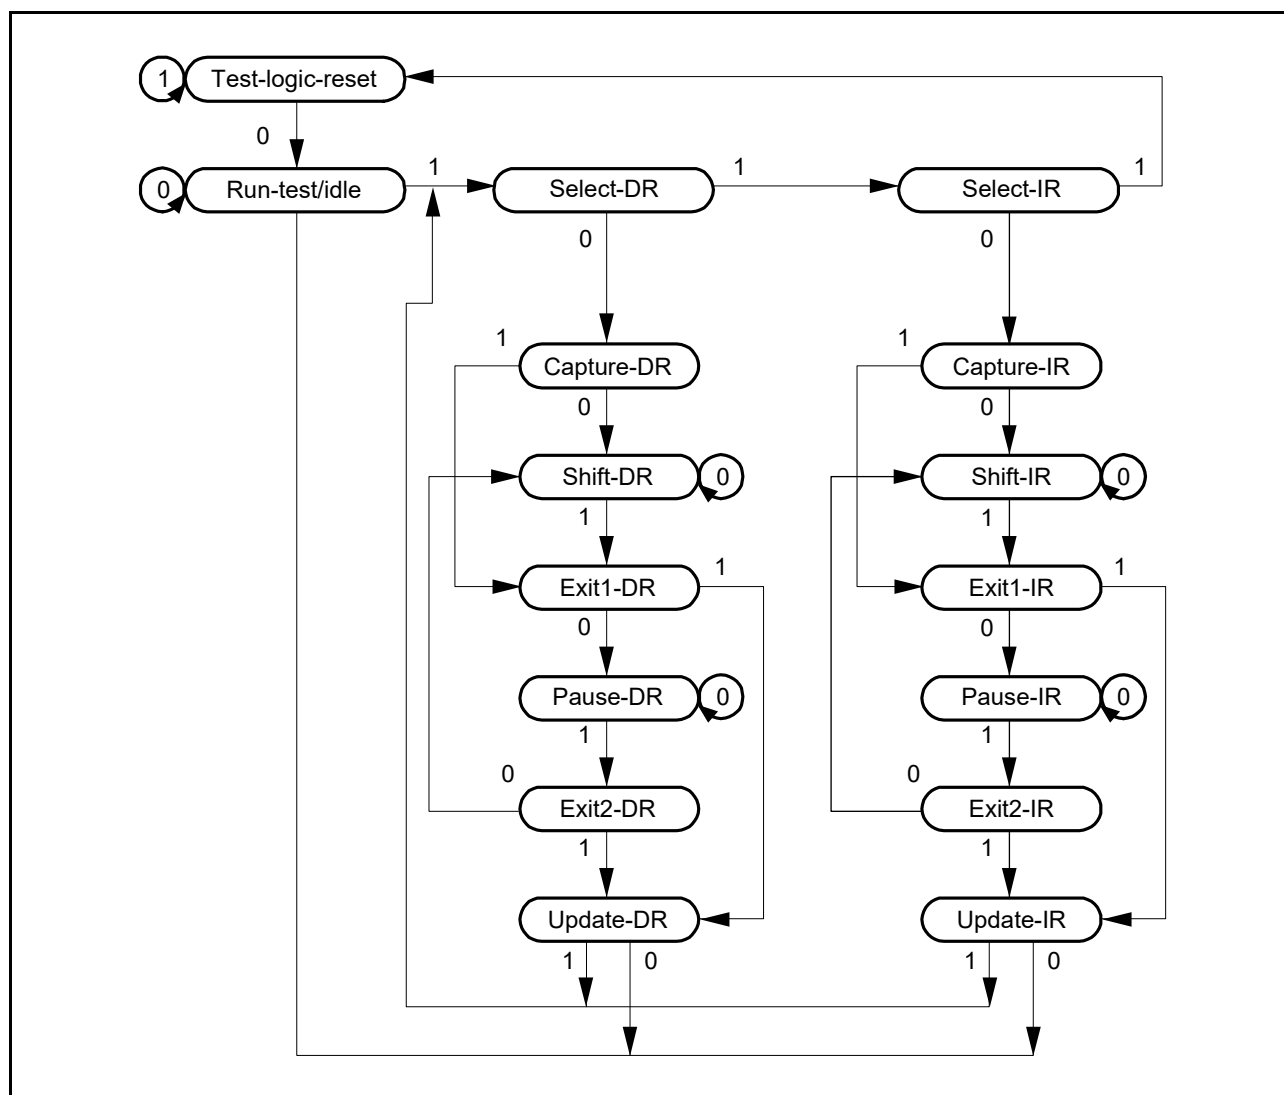 1 Test-logic-reset
0
0 Run-test/idle 1 Select-DR 1 Select-IR 1
0 0
1 1
Capture-DR Capture-IR
0 0
Shift-DR 0 Shift-IR 0
1 1
Exit1-DR 1 Exit1-IR 1
0 0
Pause-DR 0 Pause-IR 0
1 1
0 0
Exit2-DR Exit2-IR
1 1
Update-DR Update-IR
1 0 1 0